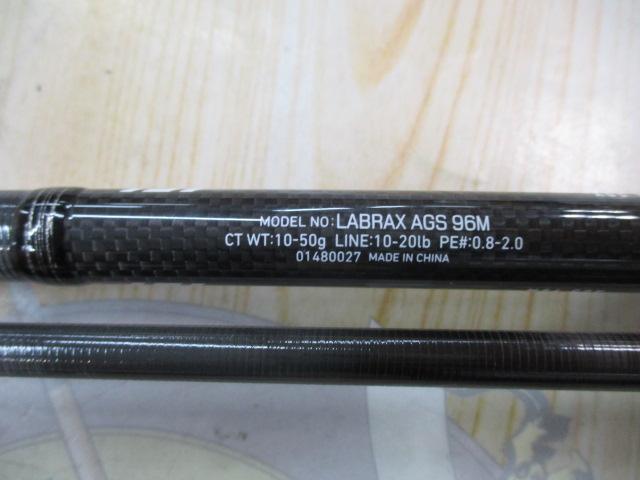 MODEL NO:LABRAX AGS 96M
CT WT:10-50g LINE:10-20lb PE#:0.8-2.0
01480027 MADE IN CHINA